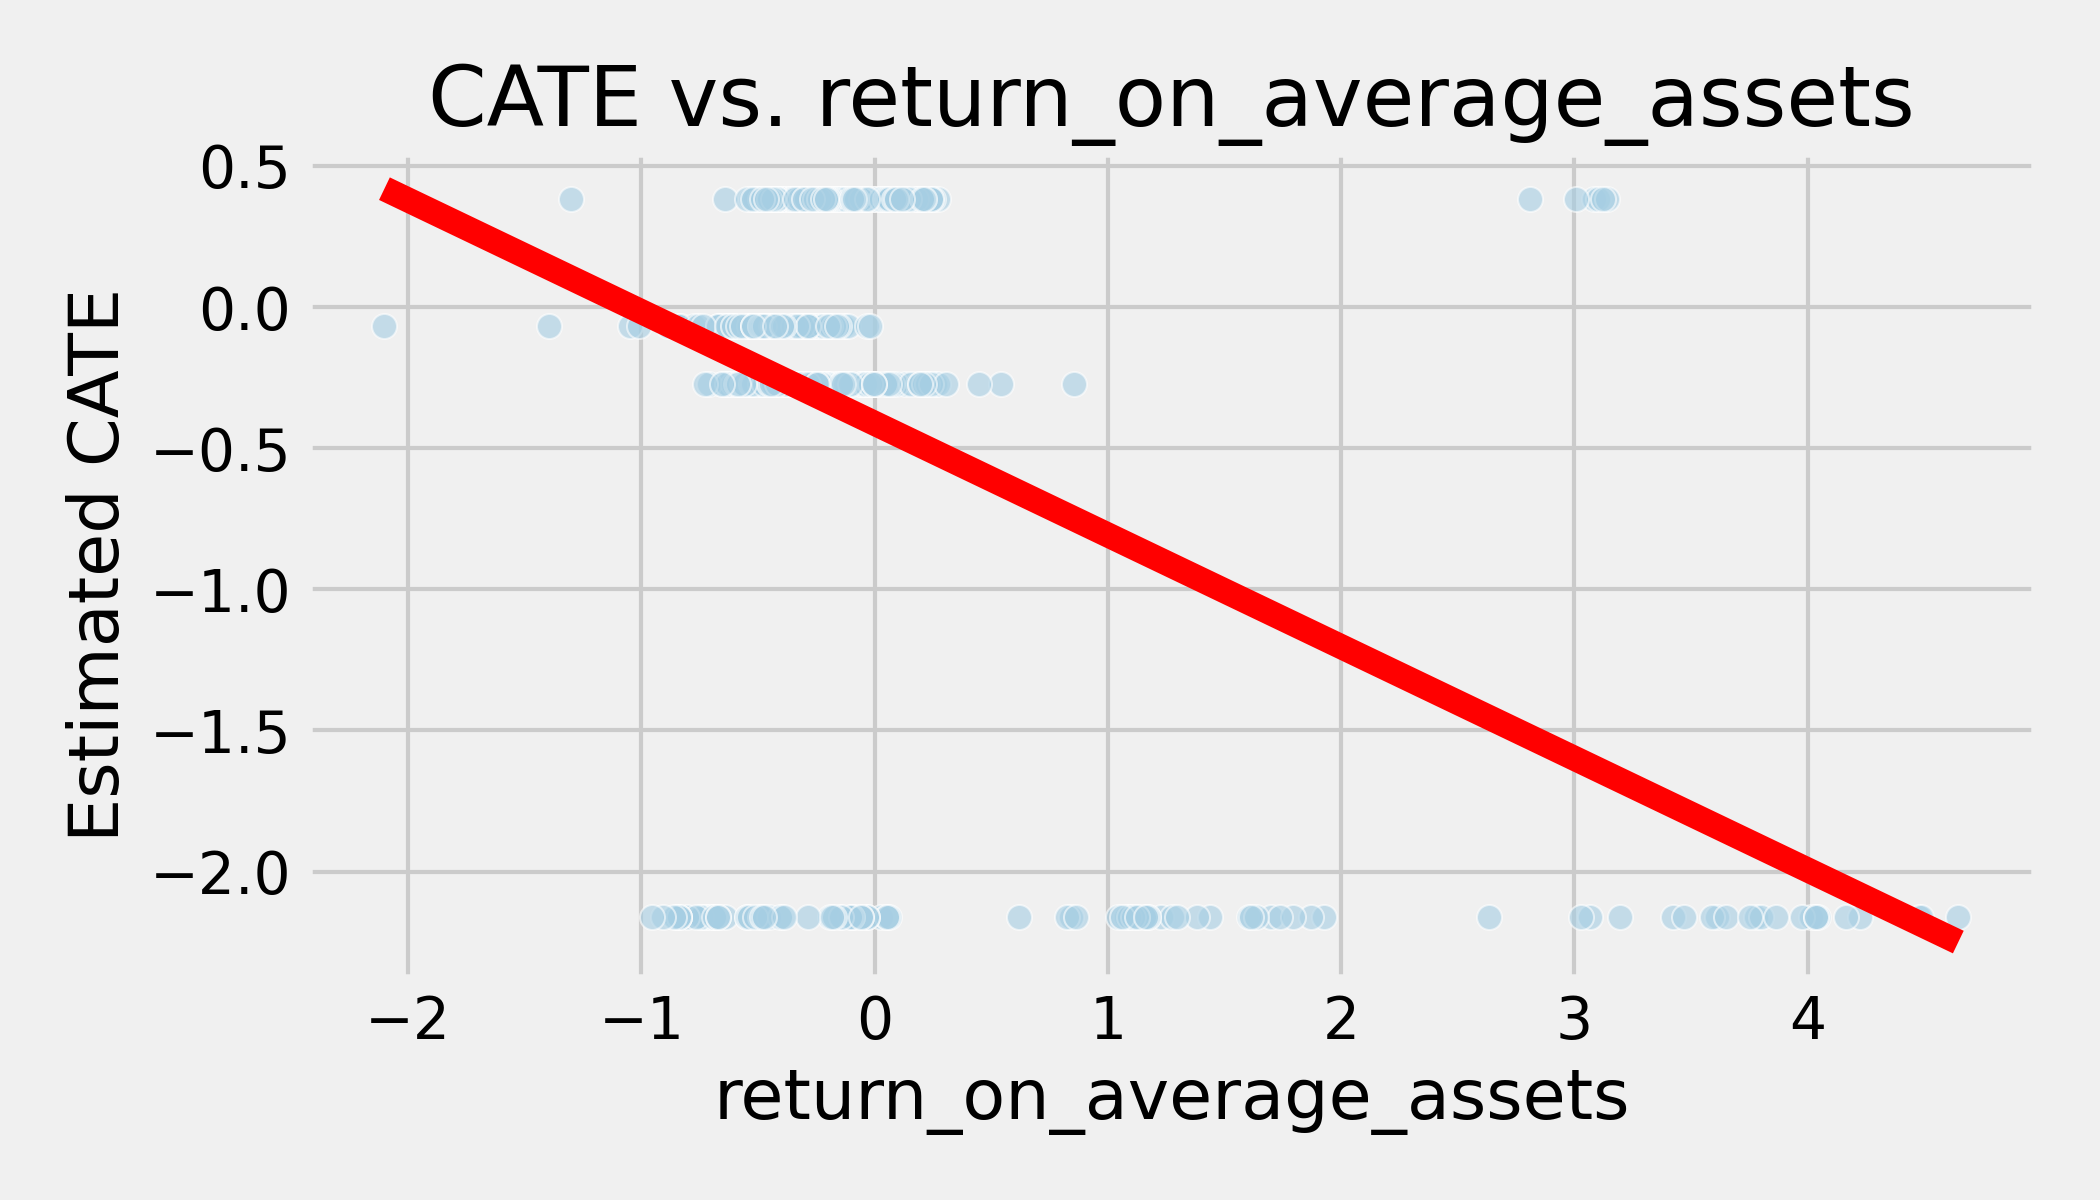 CATE vs. return_on_average_assets
Estimated CATE
0.5
0.0
−0.5
−1.0
−1.5
−2.0
−2 −1 0 1 2 3 4
return_on_average_assets